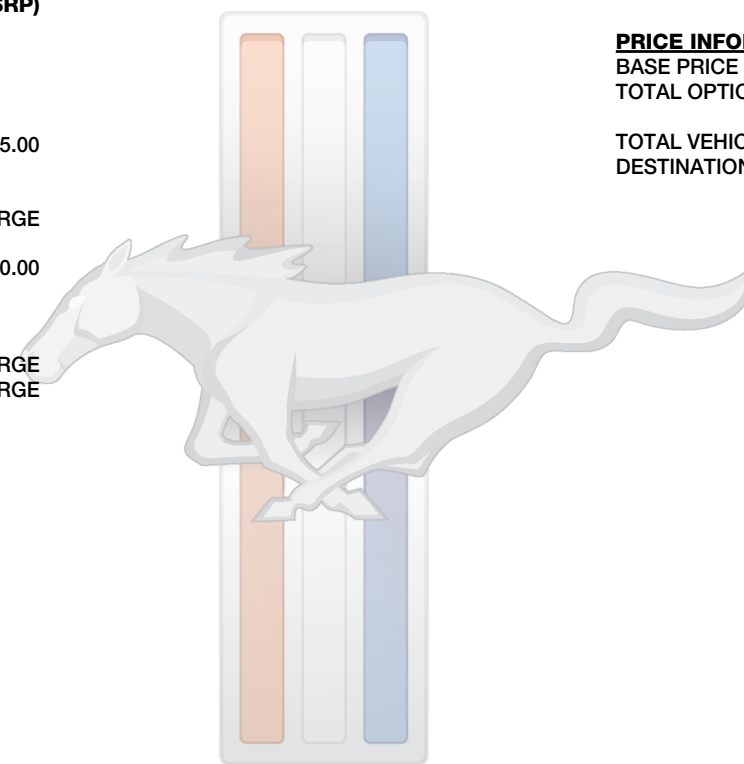 SRP)
5.00
RGE
0.00
RGE
RGE
PRICE INFO
BASE PRICE
TOTAL OPTIO
TOTAL VEHIC
DESTINATION